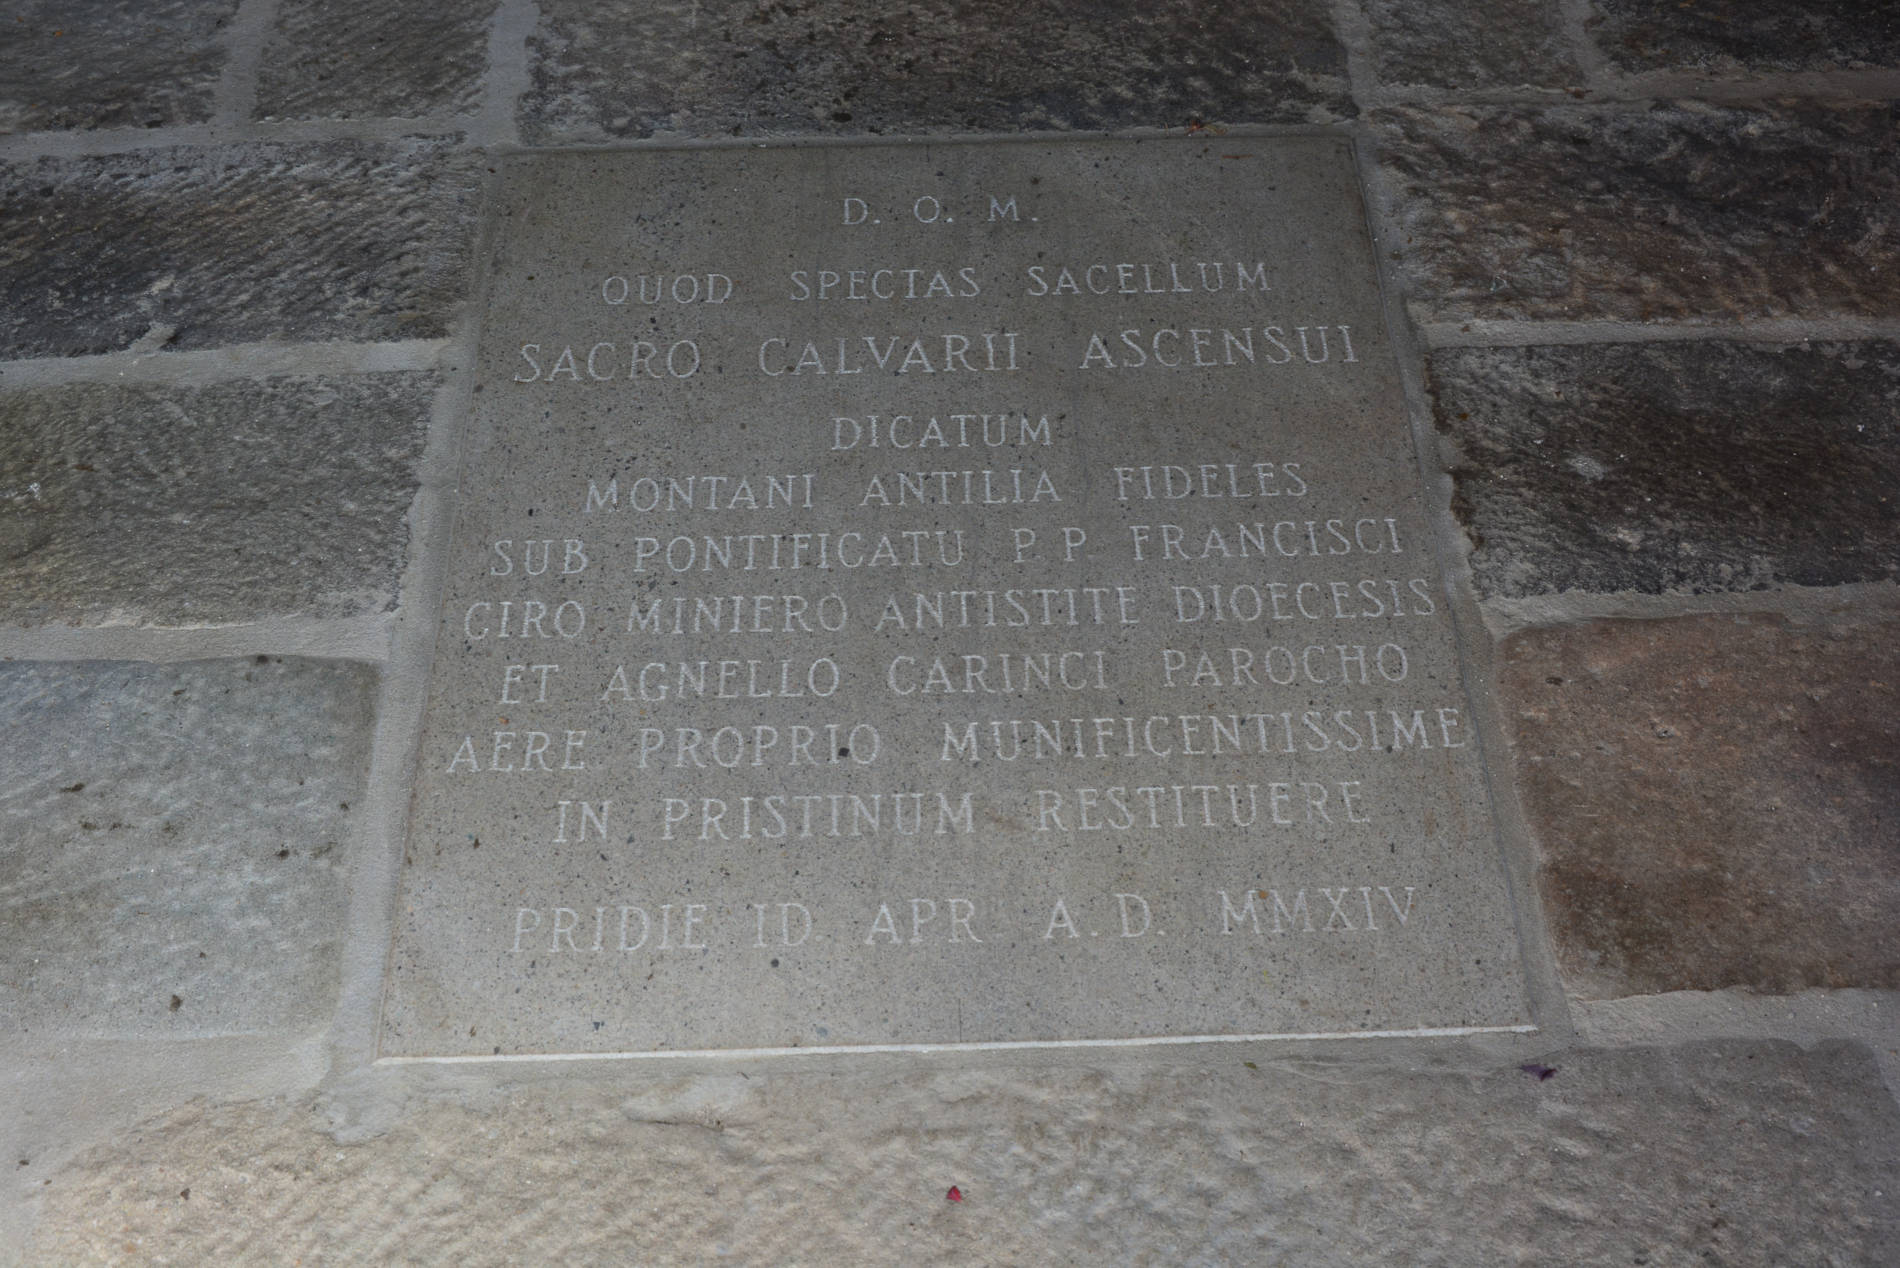 D. O. M.
QUOD SPECTAS SACELLUM
SACRO CALVARII ASCENSUI
DICATUM
MONTANI ANTILIA FIDELES
SUB PONTIFICATU P P FRANCISCI
CIRO MINIERO ANTISTITE DIOECESIS
ET AGNELLO CARINCI PAROCHO
AERE PROPRIO MUNIFICENTISSIME
IN PRISTINUM RESTITUERE
PRIDIE ID. APR. A. D. MMXIV